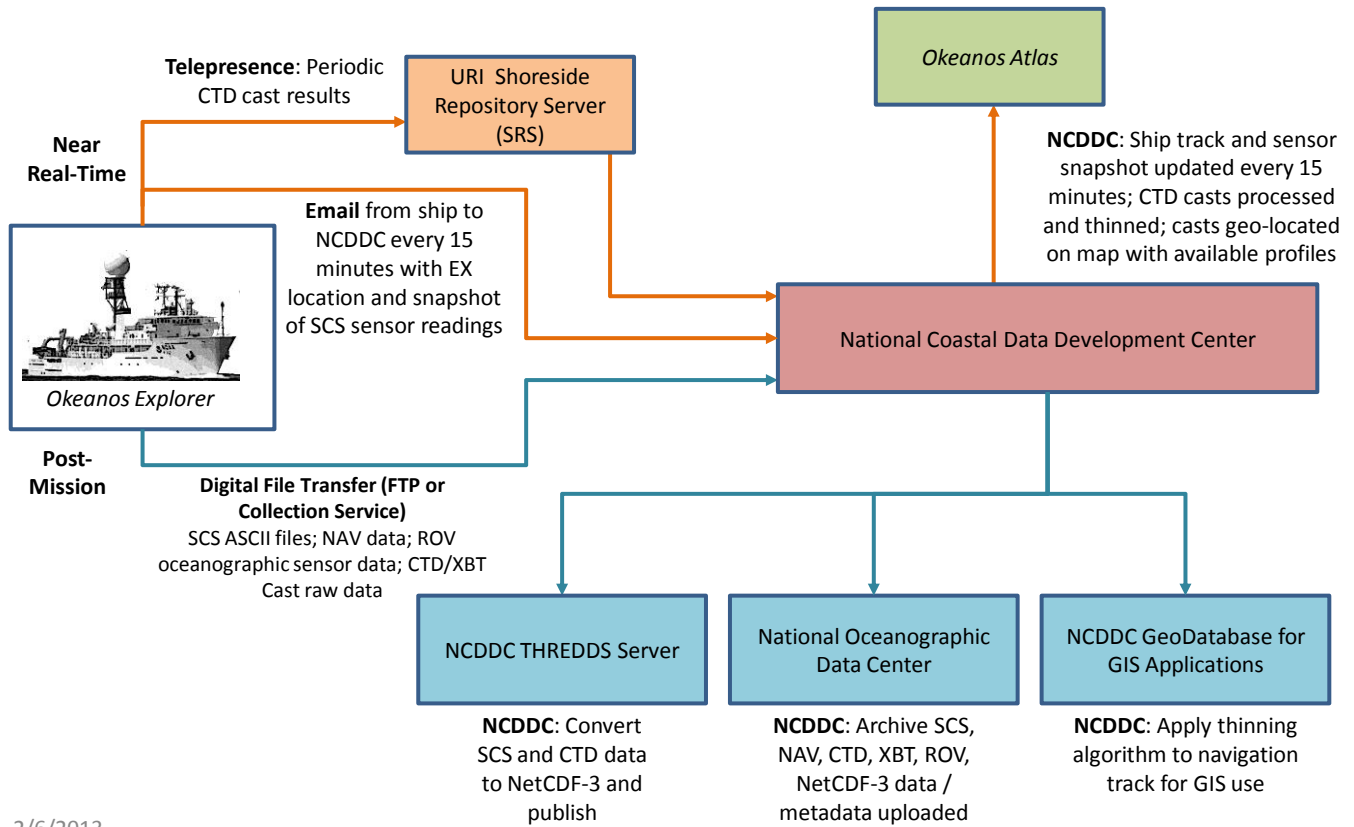 Telepresence: Periodic
CTD cast results
URI  Shoreside
Repository Server
(SRS)
Okeanos Atlas
Near
Real-Time
NCDDC: Ship track and sensor
snapshot updated every 15
minutes; CTD casts processed
and thinned; casts geo-located
on map with available profiles
Email from ship to
NCDDC every 15
minutes with EX
location and snapshot
of SCS sensor readings
Okeanos Explorer
National Coastal Data Development Center
Post-
Mission
Digital File Transfer (FTP or
Collection Service)
SCS ASCII files; NAV data; ROV
oceanographic sensor data; CTD/XBT
Cast raw data
NCDDC THREDDS Server
National Oceanographic
Data Center
NCDDC GeoDatabase for
GIS Applications
NCDDC: Convert
SCS and CTD data
to NetCDF-3 and
publish
NCDDC: Archive SCS,
NAV, CTD, XBT, ROV,
NetCDF-3 data /
metadata uploaded
NCDDC: Apply thinning
algorithm to navigation
track for GIS use